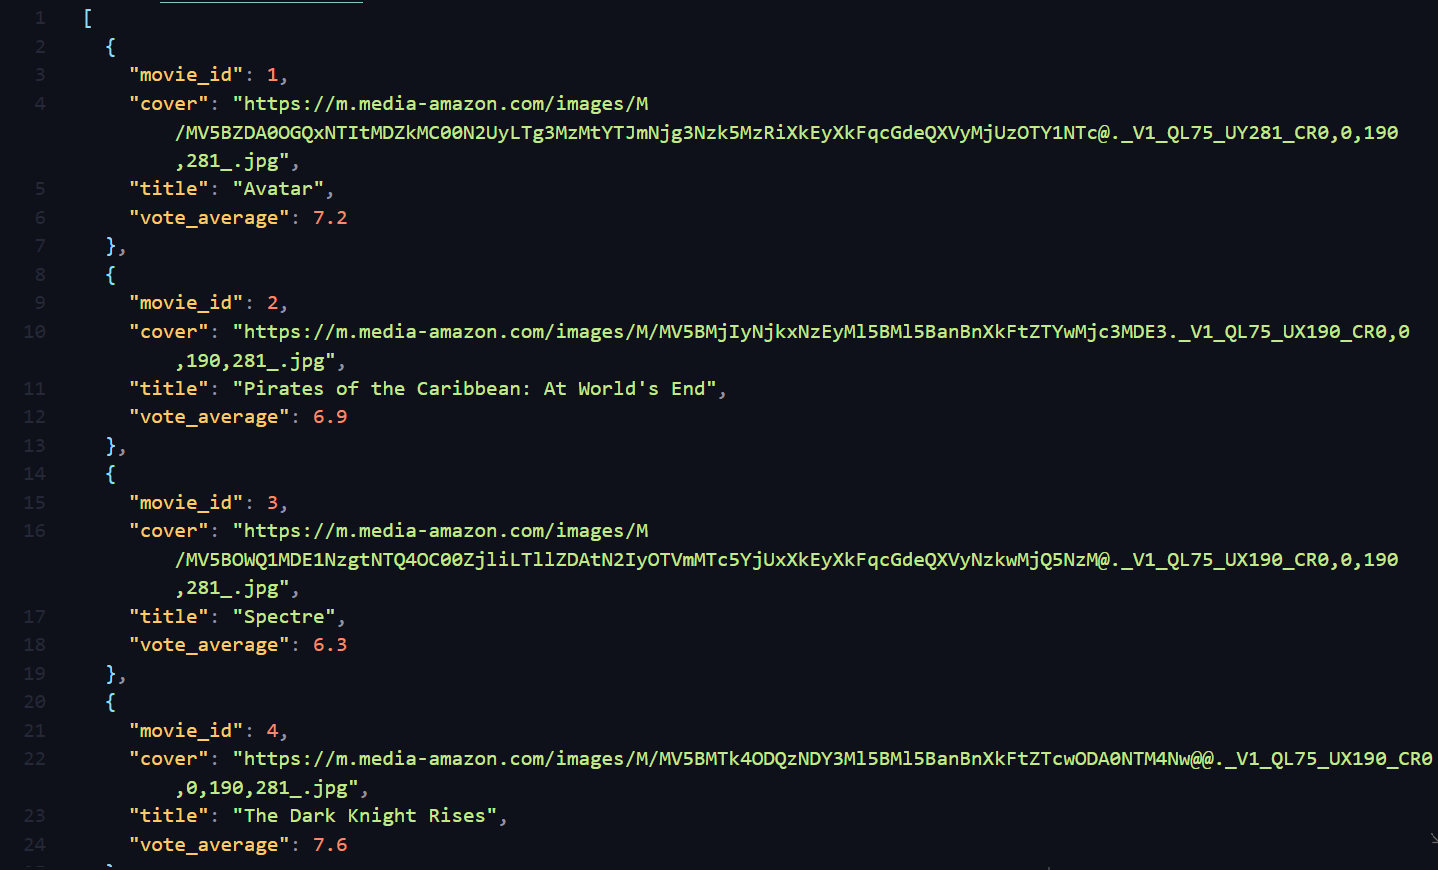 1 [
2 {
3 "movie_id": 1,
4 "cover": "https://m.media-amazon.com/images/M
/MV5BZDA0OGQxNTItMDZkMC00N2UyLTg3MzMtYTJmNjg3Nzk5MzRiXkEyXkFqcGdeQXVyMjUzOTY1NTc@._V1_QL75_UY281_CR0,0,190
,281_.jpg",
5 "title": "Avatar",
6 "vote_average": 7.2
7 },
8 {
9 "movie_id": 2,
10 "cover": "https://m.media-amazon.com/images/M/MV5BMjIyNjkxNzEyMl5BMl5BanBnXkFtZTYwMjc3MDE3._V1_QL75_UX190_CR0,0
,190,281_.jpg",
11 "title": "Pirates of the Caribbean: At World's End",
12 "vote_average": 6.9
13 },
14 {
15 "movie_id": 3,
16 "cover": "https://m.media-amazon.com/images/M
/MV5BOWQ1MDE1NzgtNTQ4OC00ZjliLTllZDAtN2IyOTVmMTc5YjUxXkEyXkFqcGdeQXVyNzkwMjQ5NzM@._V1_QL75_UX190_CR0,0,190
,281_.jpg",
17 "title": "Spectre",
18 "vote_average": 6.3
19 },
20 {
21 "movie_id": 4,
22 "cover": "https://m.media-amazon.com/images/M/MV5BMTk4ODQzNDY3Ml5BMl5BanBnXkFtZTcwODA0NTM4Nw@@._V1_QL75_UX190_CR0
,0,190,281_.jpg",
23 "title": "The Dark Knight Rises",
24 "vote_average": 7.6